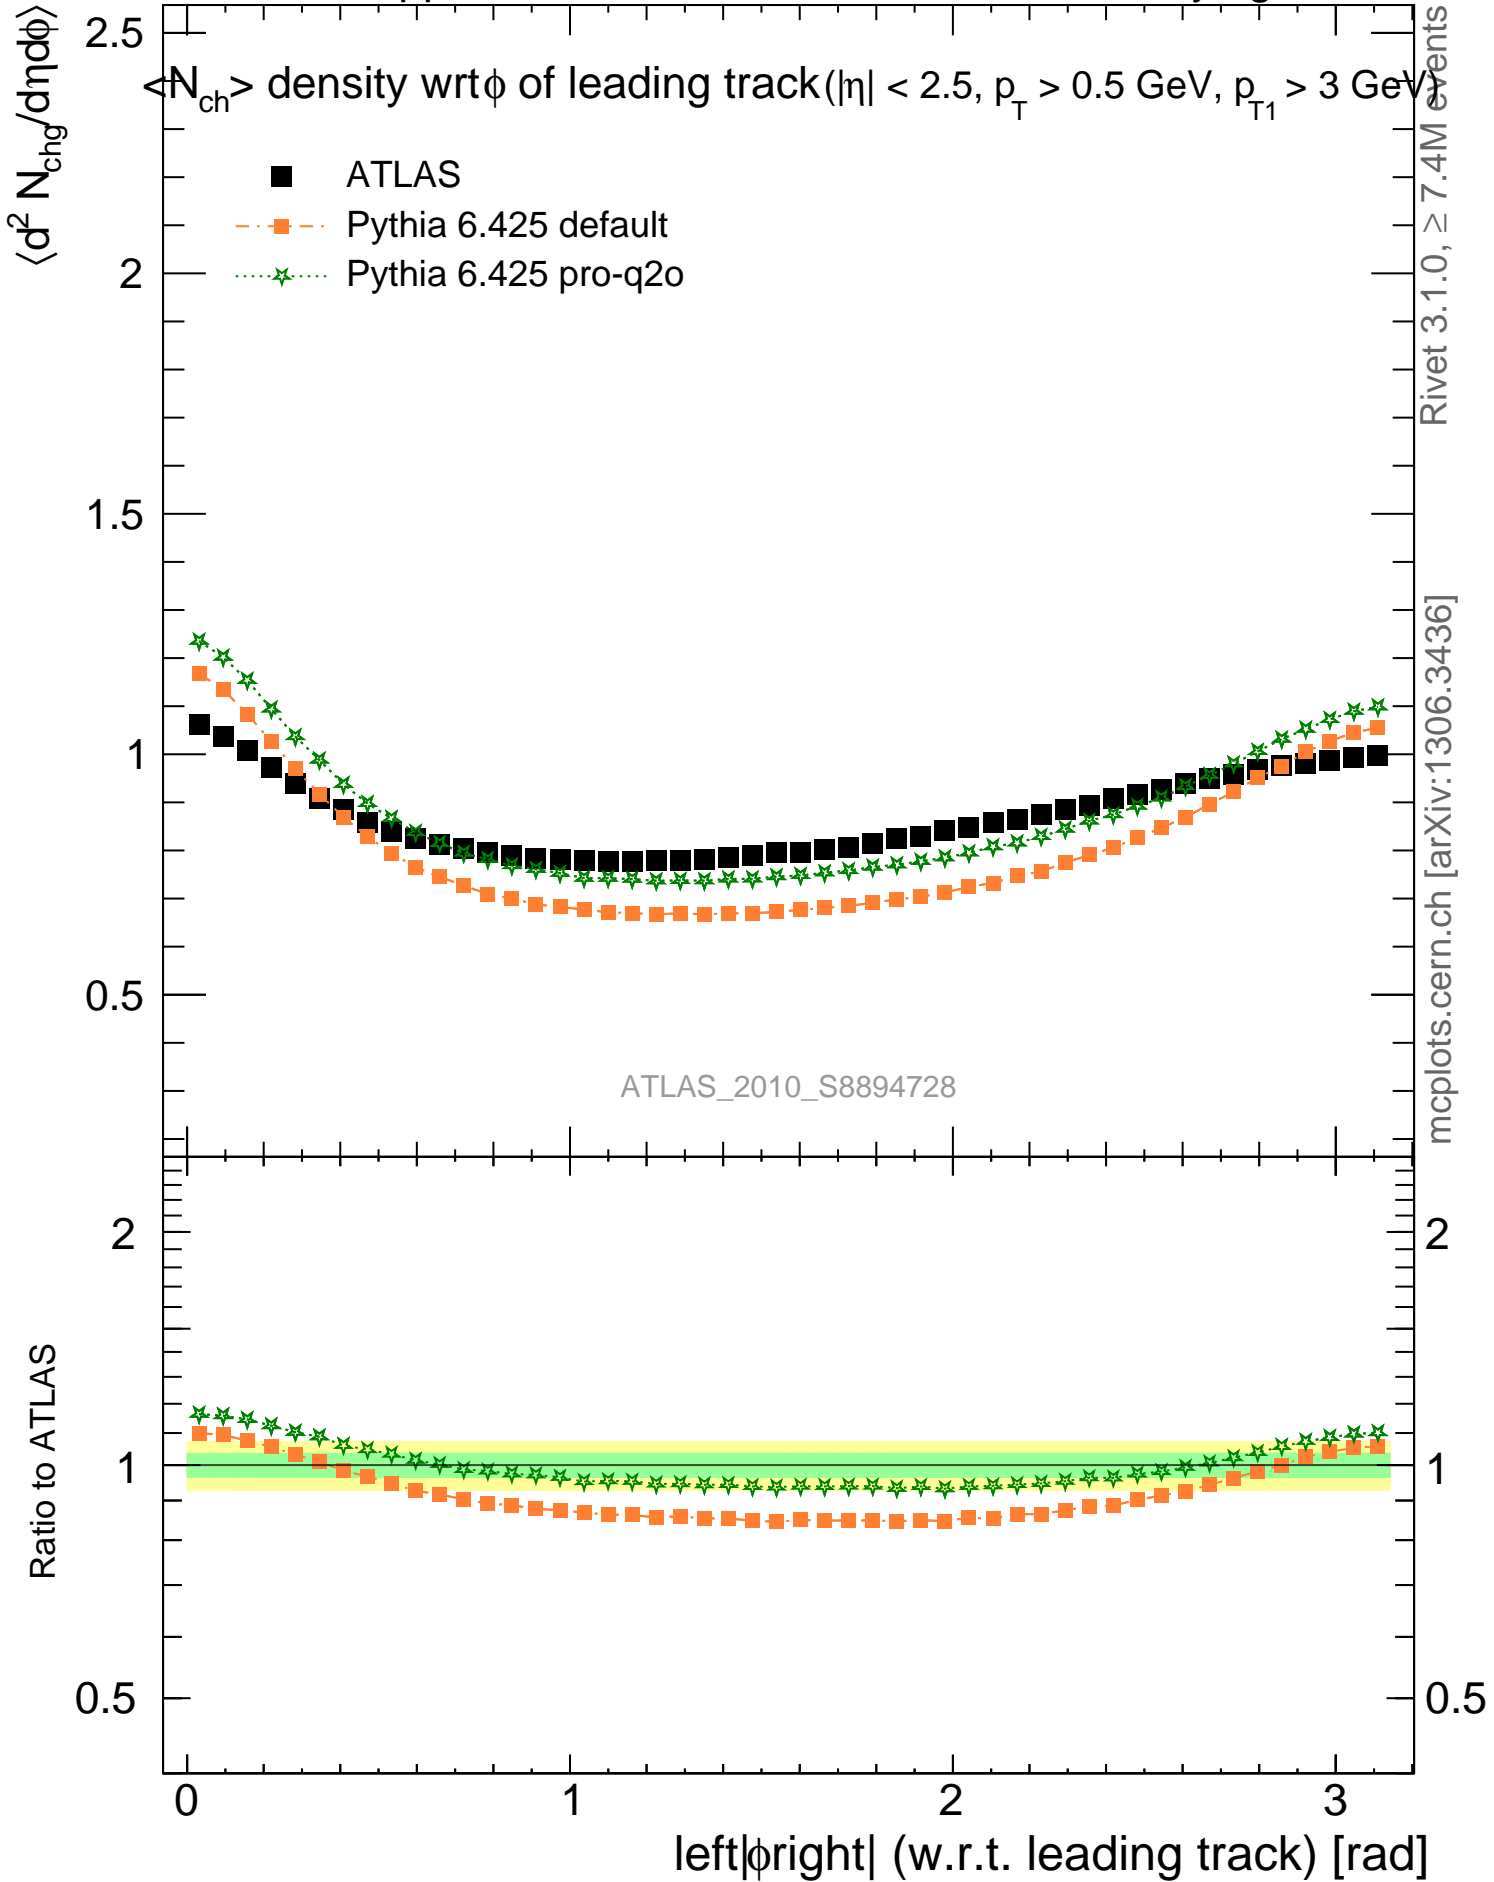 <N_ch> density wrt ϕ of leading track (|η| < 2.5, p_T > 0.5 GeV, p_T1 > 3 GeV)
⟨d² N_chg/dηdϕ⟩
ATLAS
Pythia 6.425 default
Pythia 6.425 pro-q2o
2.5
2
1.5
1
0.5
ATLAS_2010_S8894728
Rivet 3.1.0, ≥ 7.4M events
mcplots.cern.ch [arXiv:1306.3436]
Ratio to ATLAS
2
1
0.5
2
1
0.5
0 1 2 3
left|ϕright| (w.r.t. leading track) [rad]